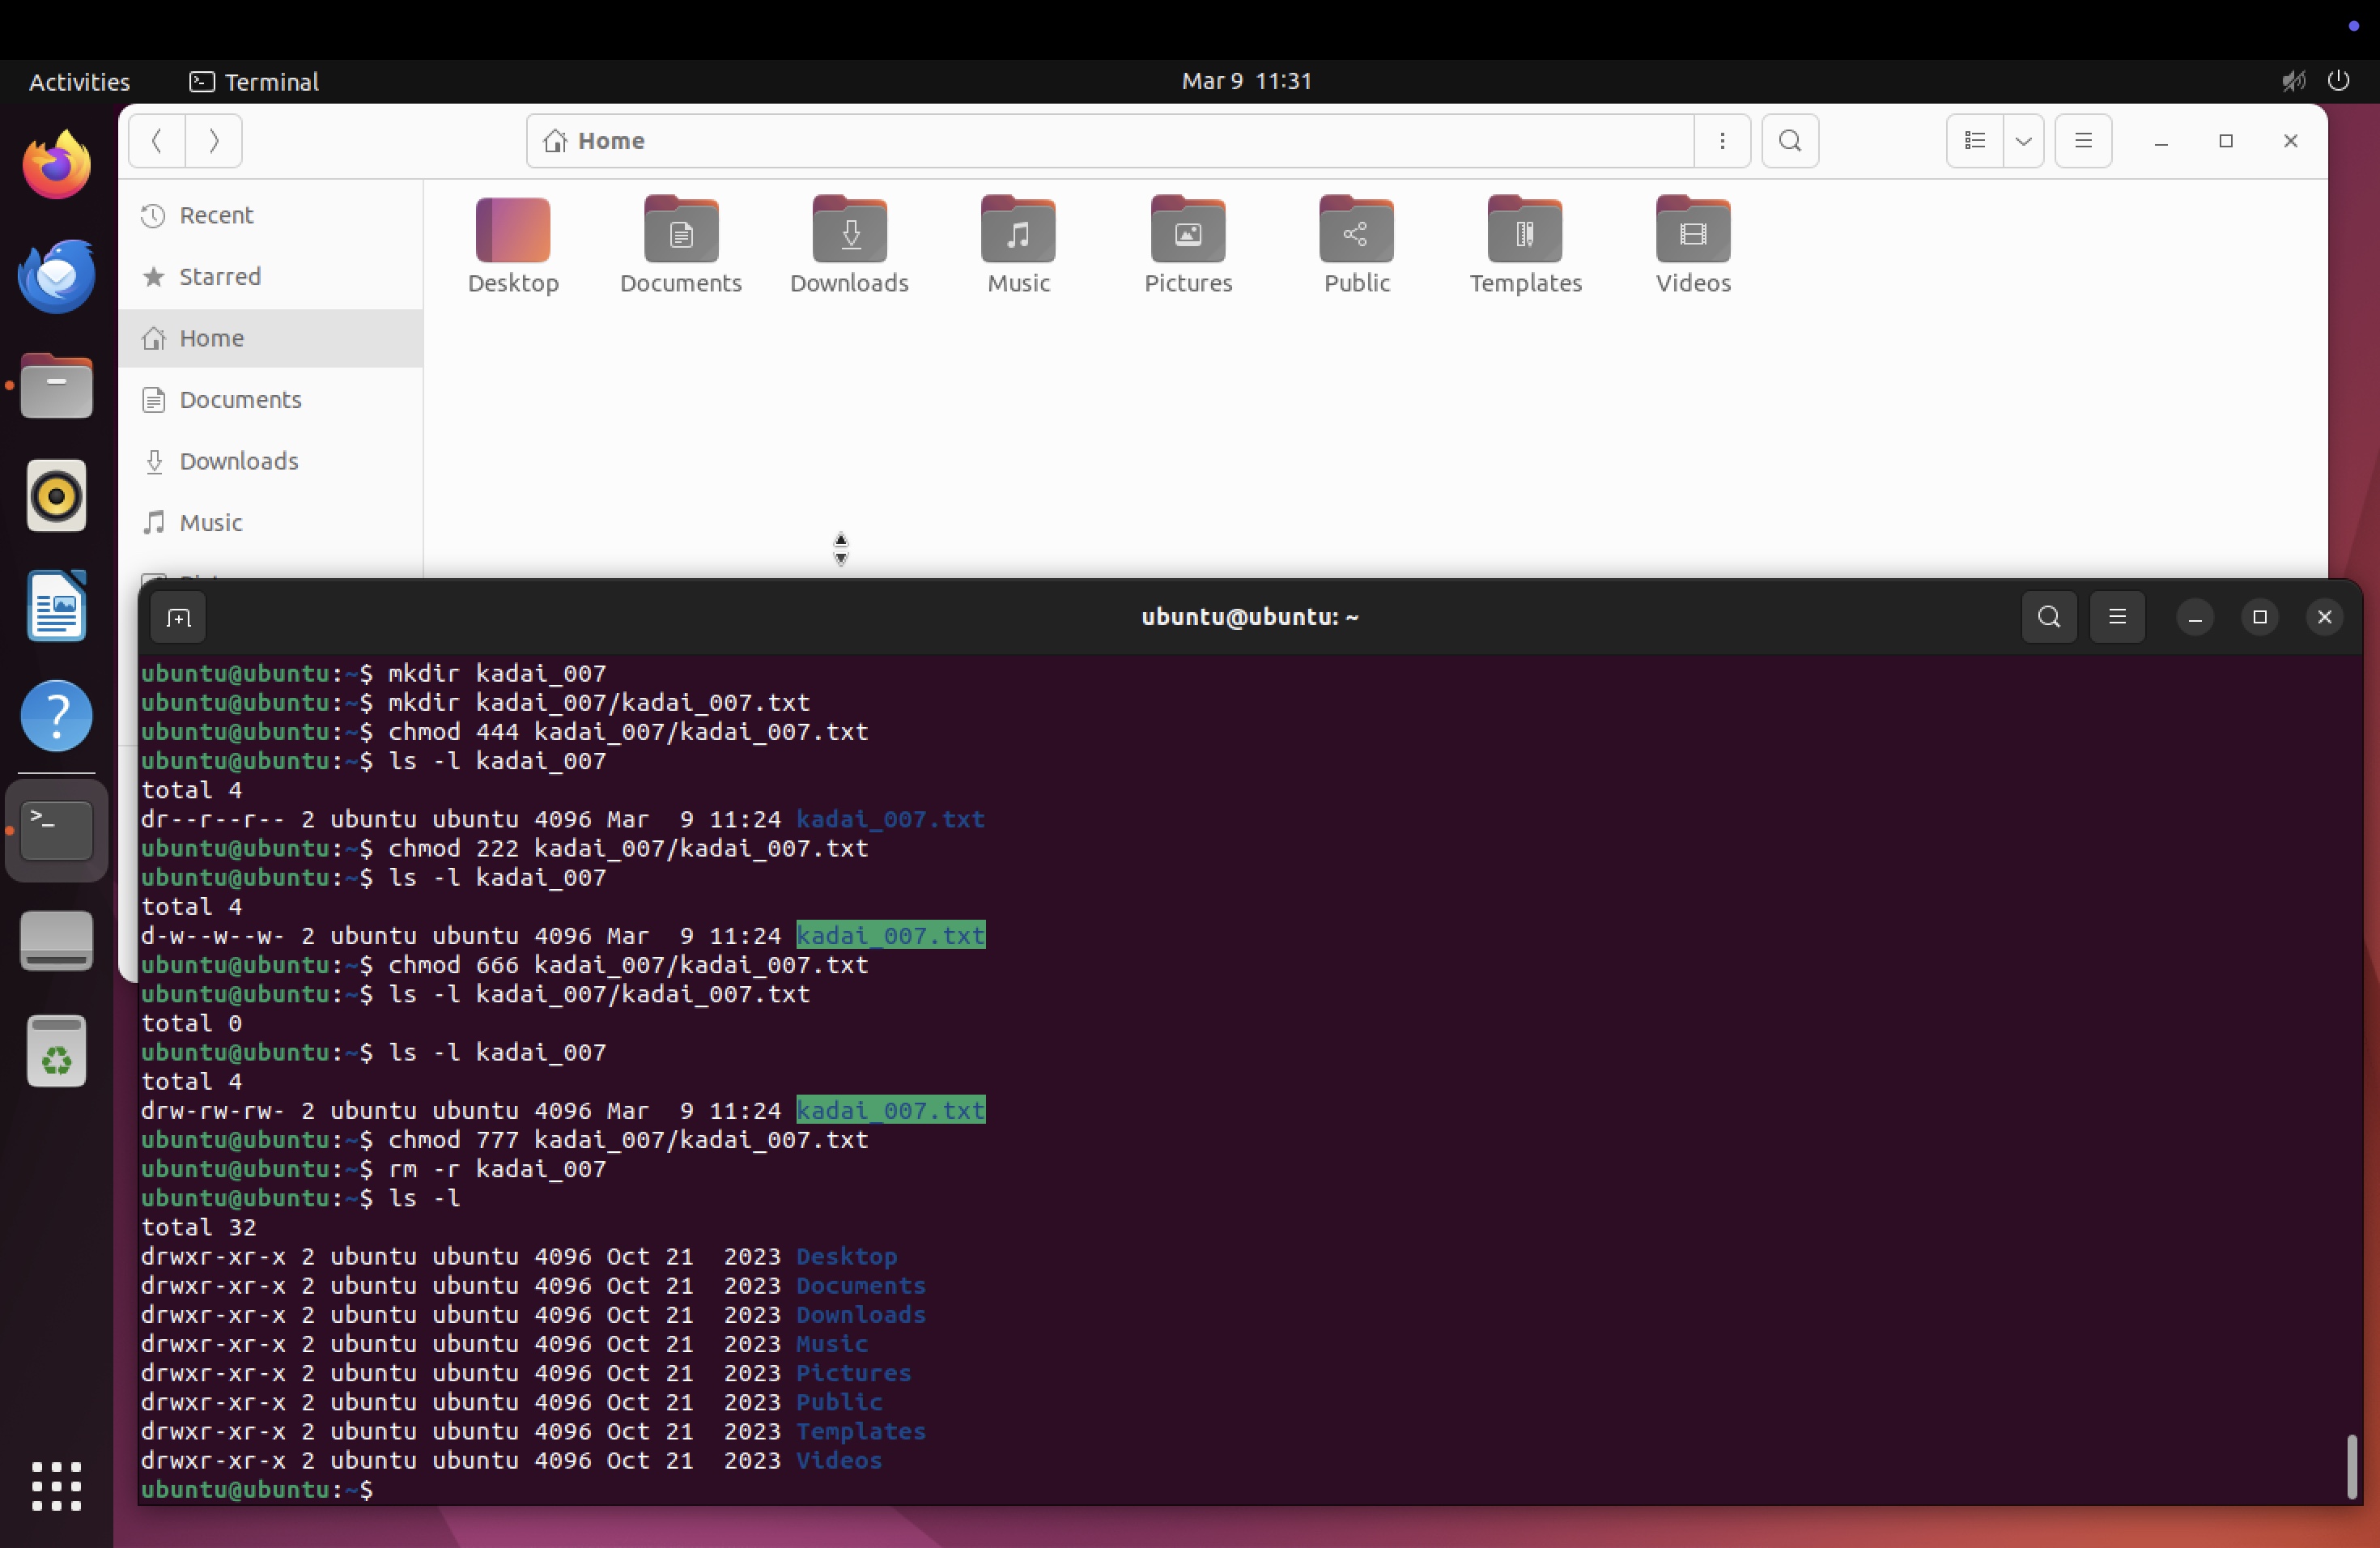 Activities Terminal Mar 9 11:31
Home
Recent
Starred
Home
Documents
Downloads
Music
Desktop Documents Downloads Music Pictures Public Templates Videos
ubuntu@ubuntu: ~
ubuntu@ubuntu:~$ mkdir kadai_007
ubuntu@ubuntu:~$ mkdir kadai_007/kadai_007.txt
ubuntu@ubuntu:~$ chmod 444 kadai_007/kadai_007.txt
ubuntu@ubuntu:~$ ls -l kadai_007
total 4
dr--r--r-- 2 ubuntu ubuntu 4096 Mar  9 11:24 kadai_007.txt
ubuntu@ubuntu:~$ chmod 222 kadai_007/kadai_007.txt
ubuntu@ubuntu:~$ ls -l kadai_007
total 4
d-w--w--w- 2 ubuntu ubuntu 4096 Mar  9 11:24 kadai_007.txt
ubuntu@ubuntu:~$ chmod 666 kadai_007/kadai_007.txt
ubuntu@ubuntu:~$ ls -l kadai_007/kadai_007.txt
total 0
ubuntu@ubuntu:~$ ls -l kadai_007
total 4
drw-rw-rw- 2 ubuntu ubuntu 4096 Mar  9 11:24 kadai_007.txt
ubuntu@ubuntu:~$ chmod 777 kadai_007/kadai_007.txt
ubuntu@ubuntu:~$ rm -r kadai_007
ubuntu@ubuntu:~$ ls -l
total 32
drwxr-xr-x 2 ubuntu ubuntu 4096 Oct 21  2023 Desktop
drwxr-xr-x 2 ubuntu ubuntu 4096 Oct 21  2023 Documents
drwxr-xr-x 2 ubuntu ubuntu 4096 Oct 21  2023 Downloads
drwxr-xr-x 2 ubuntu ubuntu 4096 Oct 21  2023 Music
drwxr-xr-x 2 ubuntu ubuntu 4096 Oct 21  2023 Pictures
drwxr-xr-x 2 ubuntu ubuntu 4096 Oct 21  2023 Public
drwxr-xr-x 2 ubuntu ubuntu 4096 Oct 21  2023 Templates
drwxr-xr-x 2 ubuntu ubuntu 4096 Oct 21  2023 Videos
ubuntu@ubuntu:~$